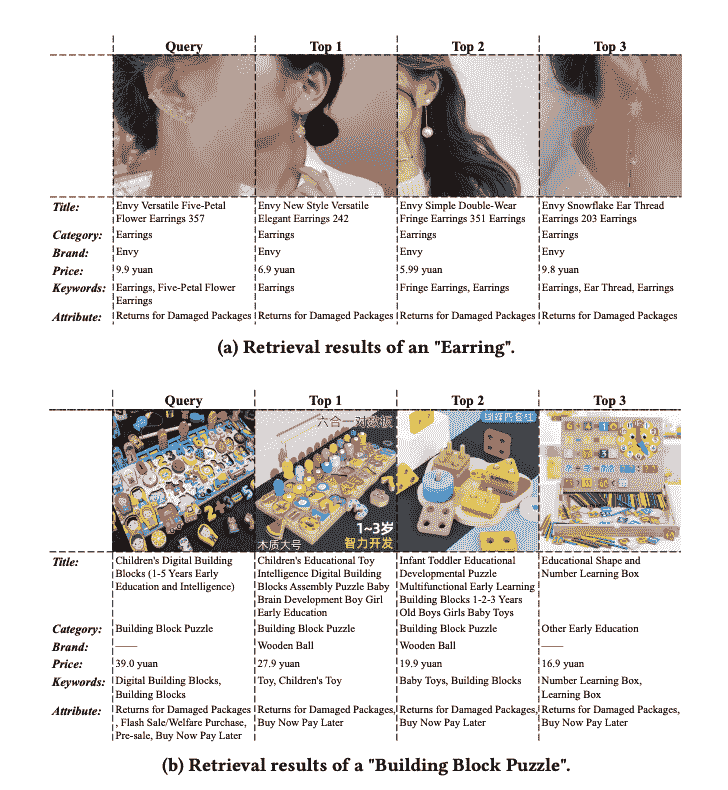 Query Top 1 Top 2 Top 3
Title: Envy Versatile Five-Petal Envy New Style Versatile Envy Simple Double-Wear Envy Snowflake Ear Thread
Flower Earrings 357 Elegant Earrings 242 Fringe Earrings 351 Earrings Earrings 203 Earrings
Category: Earrings Earrings Earrings Earrings
Brand: Envy Envy Envy Envy
Price: 9.9 yuan 6.9 yuan 5.99 yuan 9.8 yuan
Keywords: Earrings, Five-Petal Flower Earrings Fringe Earrings, Earrings Earrings, Ear Thread, Earrings
Earrings
Attribute: Returns for Damaged Packages Returns for Damaged Packages Returns for Damaged Packages Returns for Damaged Packages
(a) Retrieval results of an "Earring".
Query Top 1 Top 2 Top 3
六合一对数板
1~3岁
木质大号 智力开发
Title: Children's Digital Building Children's Educational Toy Infant Toddler Educational Educational Shape and
Blocks (1-5 Years Early Intelligence Digital Building Developmental Puzzle Number Learning Box
Education and Intelligence) Blocks Assembly Puzzle Baby Multifunctional Early Learning
Brain Development Boy Girl Building Blocks 1-2-3 Years
Early Education Old Boys Girls Baby Toys
Category: Building Block Puzzle Building Block Puzzle Building Block Puzzle Other Early Education
Brand: —— Wooden Ball Wooden Ball ——
Price: 39.0 yuan 27.9 yuan 19.9 yuan 16.9 yuan
Keywords: Digital Building Blocks, Toy, Children's Toy Baby Toys, Building Blocks Number Learning Box,
Building Blocks Learning Box
Attribute: Returns for Damaged Packages Returns for Damaged Packages, Returns for Damaged Packages, Returns for Damaged Packages,
, Flash Sale/Welfare Purchase, Buy Now Pay Later Buy Now Pay Later Buy Now Pay Later
Pre-sale, Buy Now Pay Later
(b) Retrieval results of a "Building Block Puzzle".